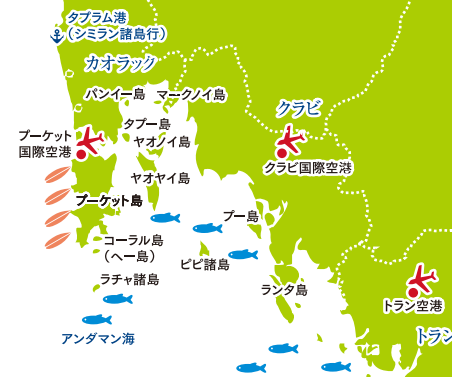 タプラム港
（シミラン諸島行）
カオラック
パンイー島
マークノイ島
クラビ
タプー島
プーケット
国際空港
ヤオノイ島
クラビ国際空港
ヤオヤイ島
プーケット島
プー島
コーラル島
（へー島）
ピピ諸島
ラチャ諸島
ランタ島
トラン空港
アンダマン海
トラン